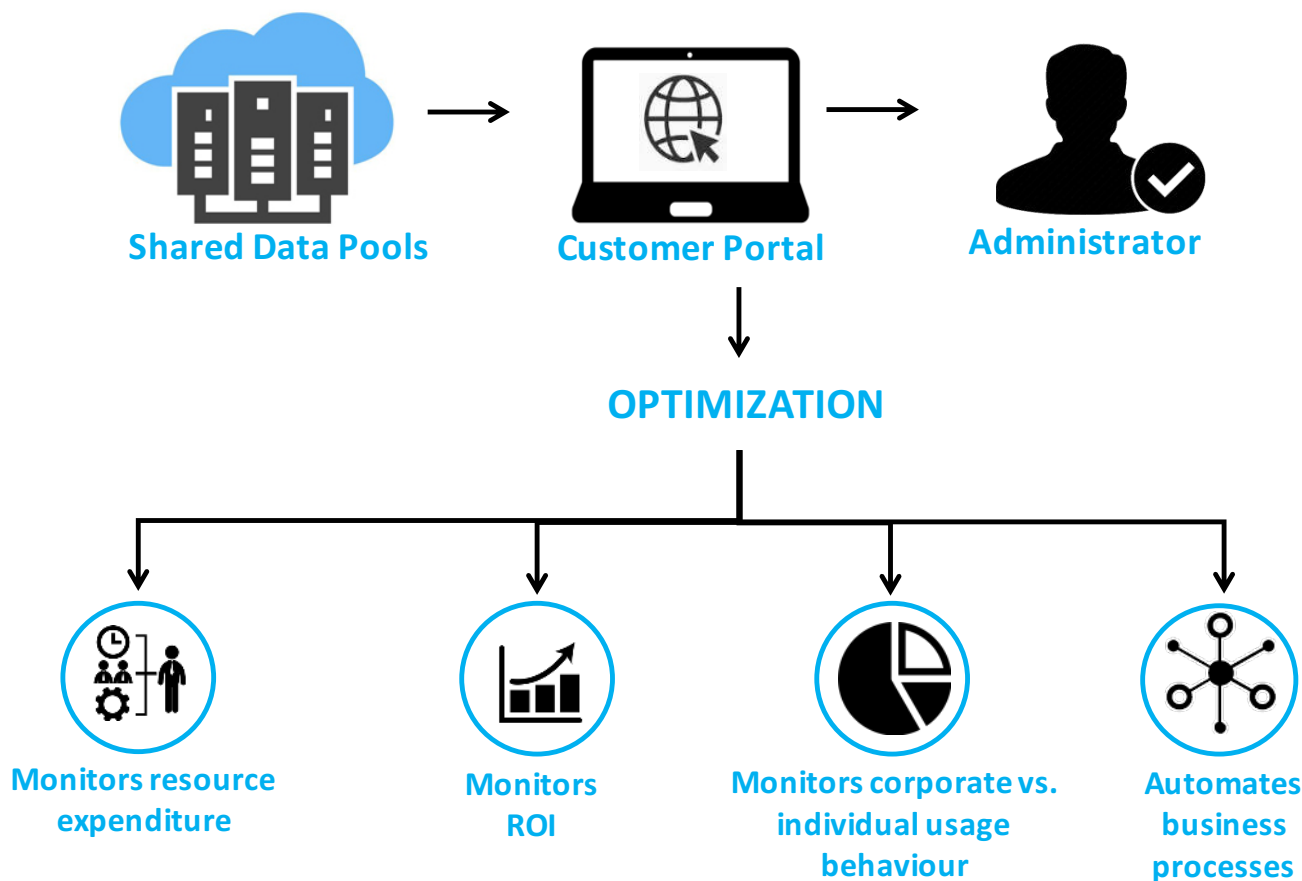 Shared Data Pools
Customer Portal
Administrator
OPTIMIZATION
Monitors resource
expenditure
Monitors
ROI
Monitors corporate vs.
individual usage
behaviour
Automates
business
processes